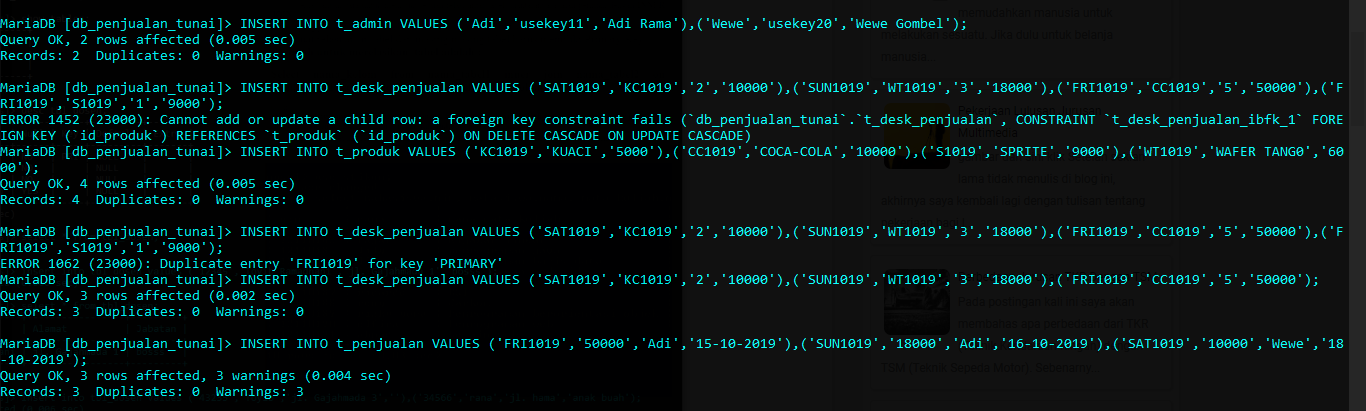 MariaDB [db_penjualan_tunai]> INSERT INTO t_admin VALUES ('Adi','usekey11','Adi Rama'),('Wewe','usekey20','Wewe Gombel');
Query OK, 2 rows affected (0.005 sec)
Records: 2  Duplicates: 0  Warnings: 0
MariaDB [db_penjualan_tunai]> INSERT INTO t_desk_penjualan VALUES ('SAT1019','KC1019','2','10000'),('SUN1019','WT1019','3','18000'),('FRI1019','CC1019','5','50000'),('F
RI1019','S1019','1','9000');
ERROR 1452 (23000): Cannot add or update a child row: a foreign key constraint fails (`db_penjualan_tunai`.`t_desk_penjualan`, CONSTRAINT `t_desk_penjualan_ibfk_1` FORE
IGN KEY (`id_produk`) REFERENCES `t_produk` (`id_produk`) ON DELETE CASCADE ON UPDATE CASCADE)
MariaDB [db_penjualan_tunai]> INSERT INTO t_produk VALUES ('KC1019','KUACI','5000'),('CC1019','COCA-COLA','10000'),('S1019','SPRITE','9000'),('WT1019','WAFER TANG0','60
00');
Query OK, 4 rows affected (0.005 sec)
Records: 4  Duplicates: 0  Warnings: 0
MariaDB [db_penjualan_tunai]> INSERT INTO t_desk_penjualan VALUES ('SAT1019','KC1019','2','10000'),('SUN1019','WT1019','3','18000'),('FRI1019','CC1019','5','50000'),('F
RI1019','S1019','1','9000');
ERROR 1062 (23000): Duplicate entry 'FRI1019' for key 'PRIMARY'
MariaDB [db_penjualan_tunai]> INSERT INTO t_desk_penjualan VALUES ('SAT1019','KC1019','2','10000'),('SUN1019','WT1019','3','18000'),('FRI1019','CC1019','5','50000');
Query OK, 3 rows affected (0.002 sec)
Records: 3  Duplicates: 0  Warnings: 0
MariaDB [db_penjualan_tunai]> INSERT INTO t_penjualan VALUES ('FRI1019','50000','Adi','15-10-2019'),('SUN1019','18000','Adi','16-10-2019'),('SAT1019','10000','Wewe','18
-10-2019');
Query OK, 3 rows affected, 3 warnings (0.004 sec)
Records: 3  Duplicates: 0  Warnings: 3